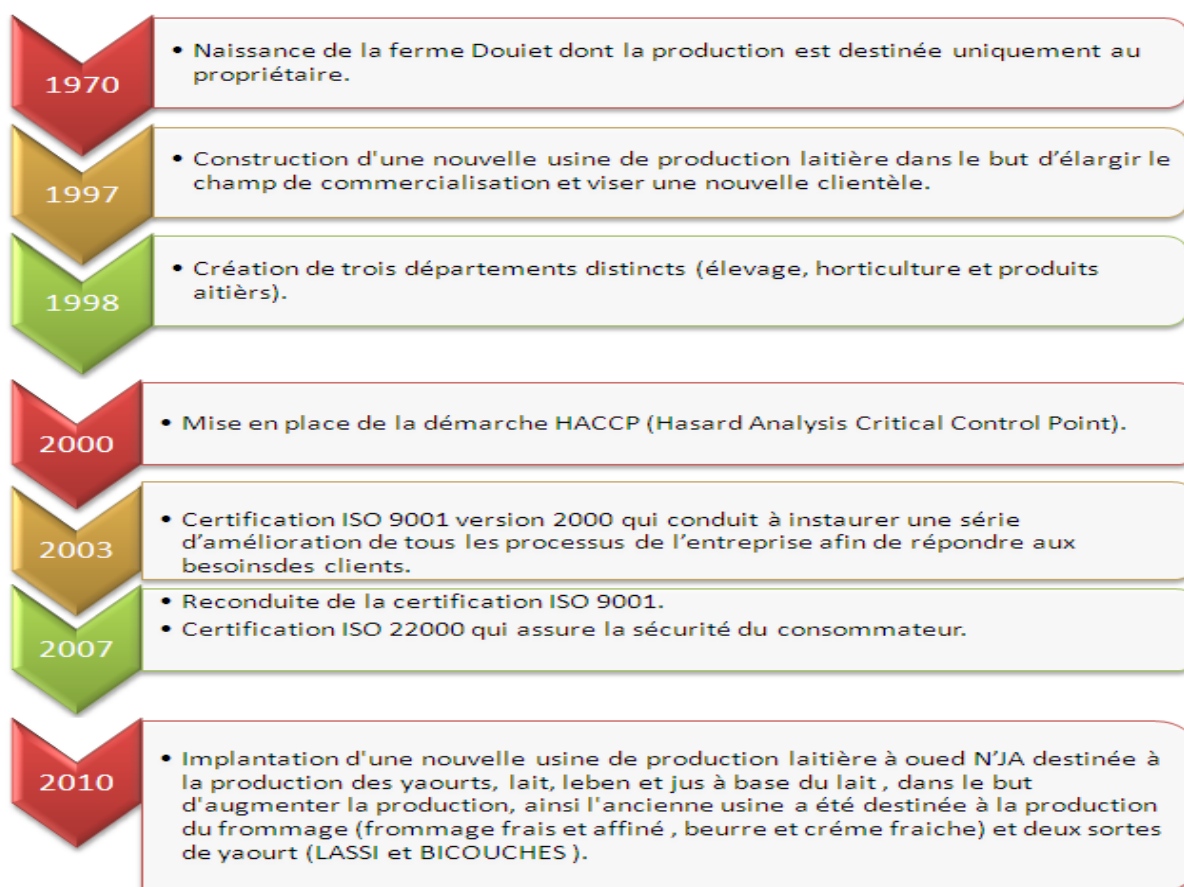 1970
• Naissance de la ferme Douiet dont la production est destinée uniquement au
propriétaire.
1997
• Construction d'une nouvelle usine de production laitière dans le but d’élargir le
champ de commercialisation et viser une nouvelle clientèle.
1998
• Création de trois départements distincts (élevage, horticulture et produits
aitièrs).
2000
• Mise en place de la démarche HACCP (Hasard Analysis Critical Control Point).
2003
• Certification ISO 9001 version 2000 qui conduit à instaurer une série
d’amélioration de tous les processus de l’entreprise afin de répondre aux
besoinsdes clients.
2007
• Reconduite de la certification ISO 9001.
• Certification ISO 22000 qui assure la sécurité du consommateur.
2010
• Implantation d'une nouvelle usine de production laitière à oued N’JA destinée à
la production des yaourts, lait, leben et jus à base du lait , dans le but
d'augmenter la production, ainsi l'ancienne usine a été destinée à la production
du frommage (frommage frais et affiné , beurre et créme fraiche) et deux sortes
de yaourt (LASSI et BICOUCHES ).